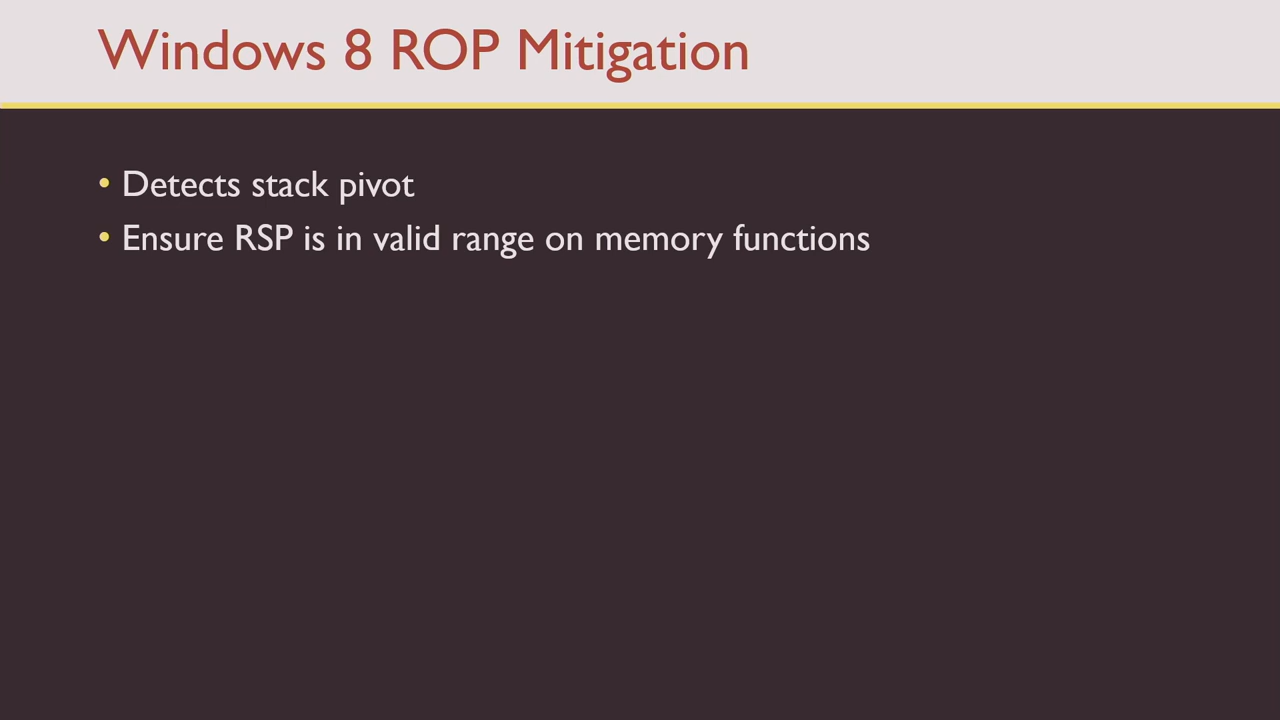 Windows 8 ROP Mitigation
• Detects stack pivot
• Ensure RSP is in valid range on memory functions